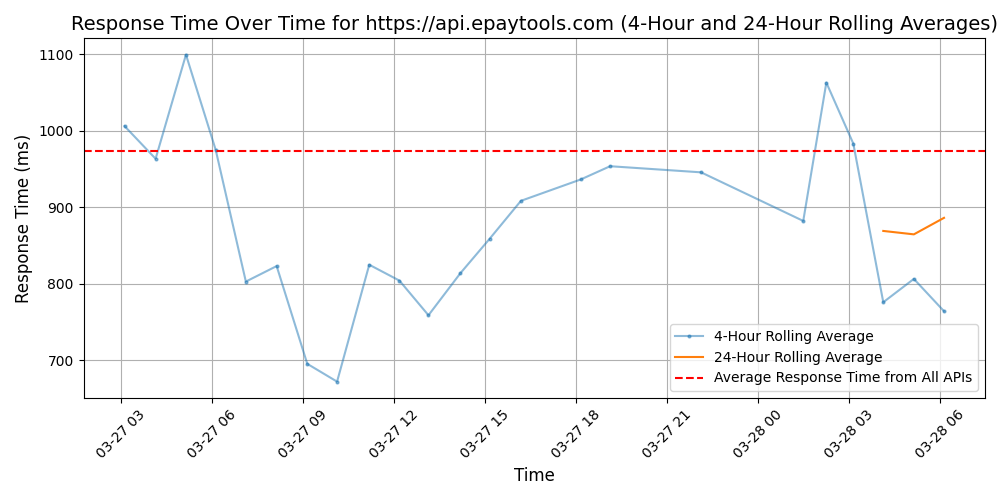 Response Time Over Time for https://api.epaytools.com (4-Hour and 24-Hour Rolling Averages)
Response Time (ms)
1100
1000
900
800
700
4-Hour Rolling Average
24-Hour Rolling Average
Average Response Time from All APIs
03-27 03
03-27 06
03-27 09
03-27 12
03-27 15
03-27 18
03-27 21
03-28 00
03-28 03
03-28 06
Time